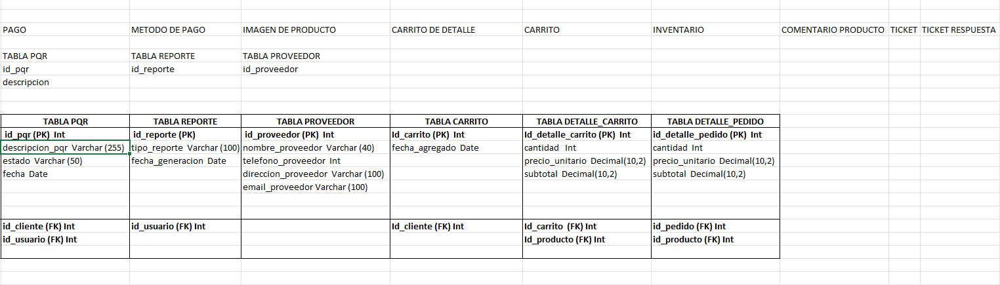 PAGO METODO DE PAGO IMAGEN DE PRODUCTO CARRITO DE DETALLE CARRITO INVENTARIO COMENTARIO PRODUCTO TICKET TICKET RESPUESTA
TABLA PQR TABLA REPORTE TABLA PROVEEDOR
id_pqr id_reporte id_proveedor
descripcion
TABLA PQR TABLA REPORTE TABLA PROVEEDOR TABLA CARRITO TABLA DETALLE_CARRITO TABLA DETALLE_PEDIDO
id_pqr (PK) Int id_reporte (PK) id_proveedor (PK) Int Id_carrito (PK) Int Id_detalle_carrito (PK) Int id_detalle_pedido (PK) Int
descripcion_pqr Varchar (255) tipo_reporte Varchar (100) nombre_proveedor Varchar (40) fecha_agregado Date cantidad Int cantidad Int
estado Varchar (50) fecha_generacion Date telefono_proveedor Int precio_unitario Decimal(10,2) precio_unitario Decimal(10,2)
fecha Date direccion_proveedor Varchar (100) subtotal Decimal(10,2) subtotal Decimal(10,2)
email_proveedor Varchar (100)
id_cliente (FK) Int id_usuario (FK) Int Id_cliente (FK) Int Id_carrito (FK) Int id_pedido (FK) Int
id_usuario (FK) Int Id_producto (FK) Int id_producto (FK) Int